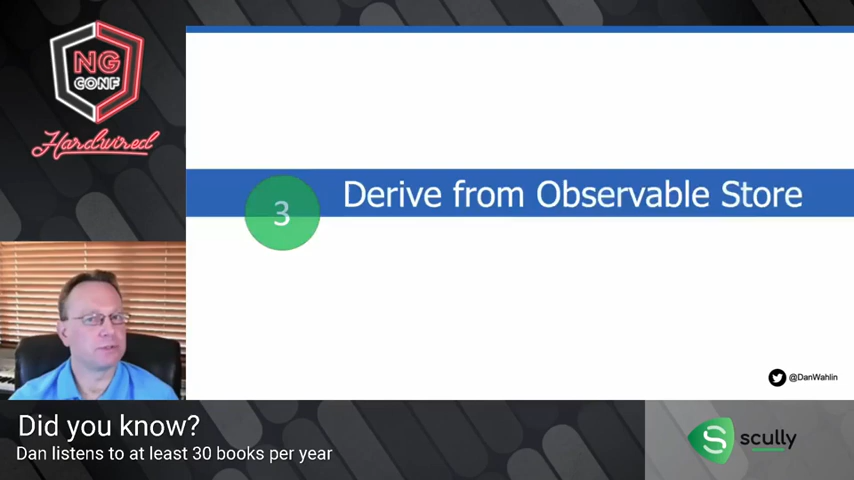 NG
CONF
Hardwired
3
Derive from Observable Store
@DanWahlin
Did you know?
Dan listens to at least 30 books per year
S scully